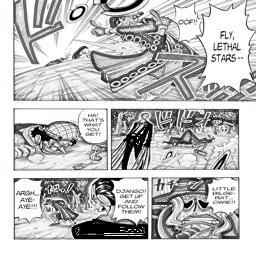 OOF!!
FLY,
LETHAL
STARS--
HA!
THAT'S
WHAT
YOU
GET!
ARGH...
AYE-
AYE!!!
DJANGO!
GET UP
AND
FOLLOW
THEM!
LITTLE
BILGE-
RAT...
OWIE!!